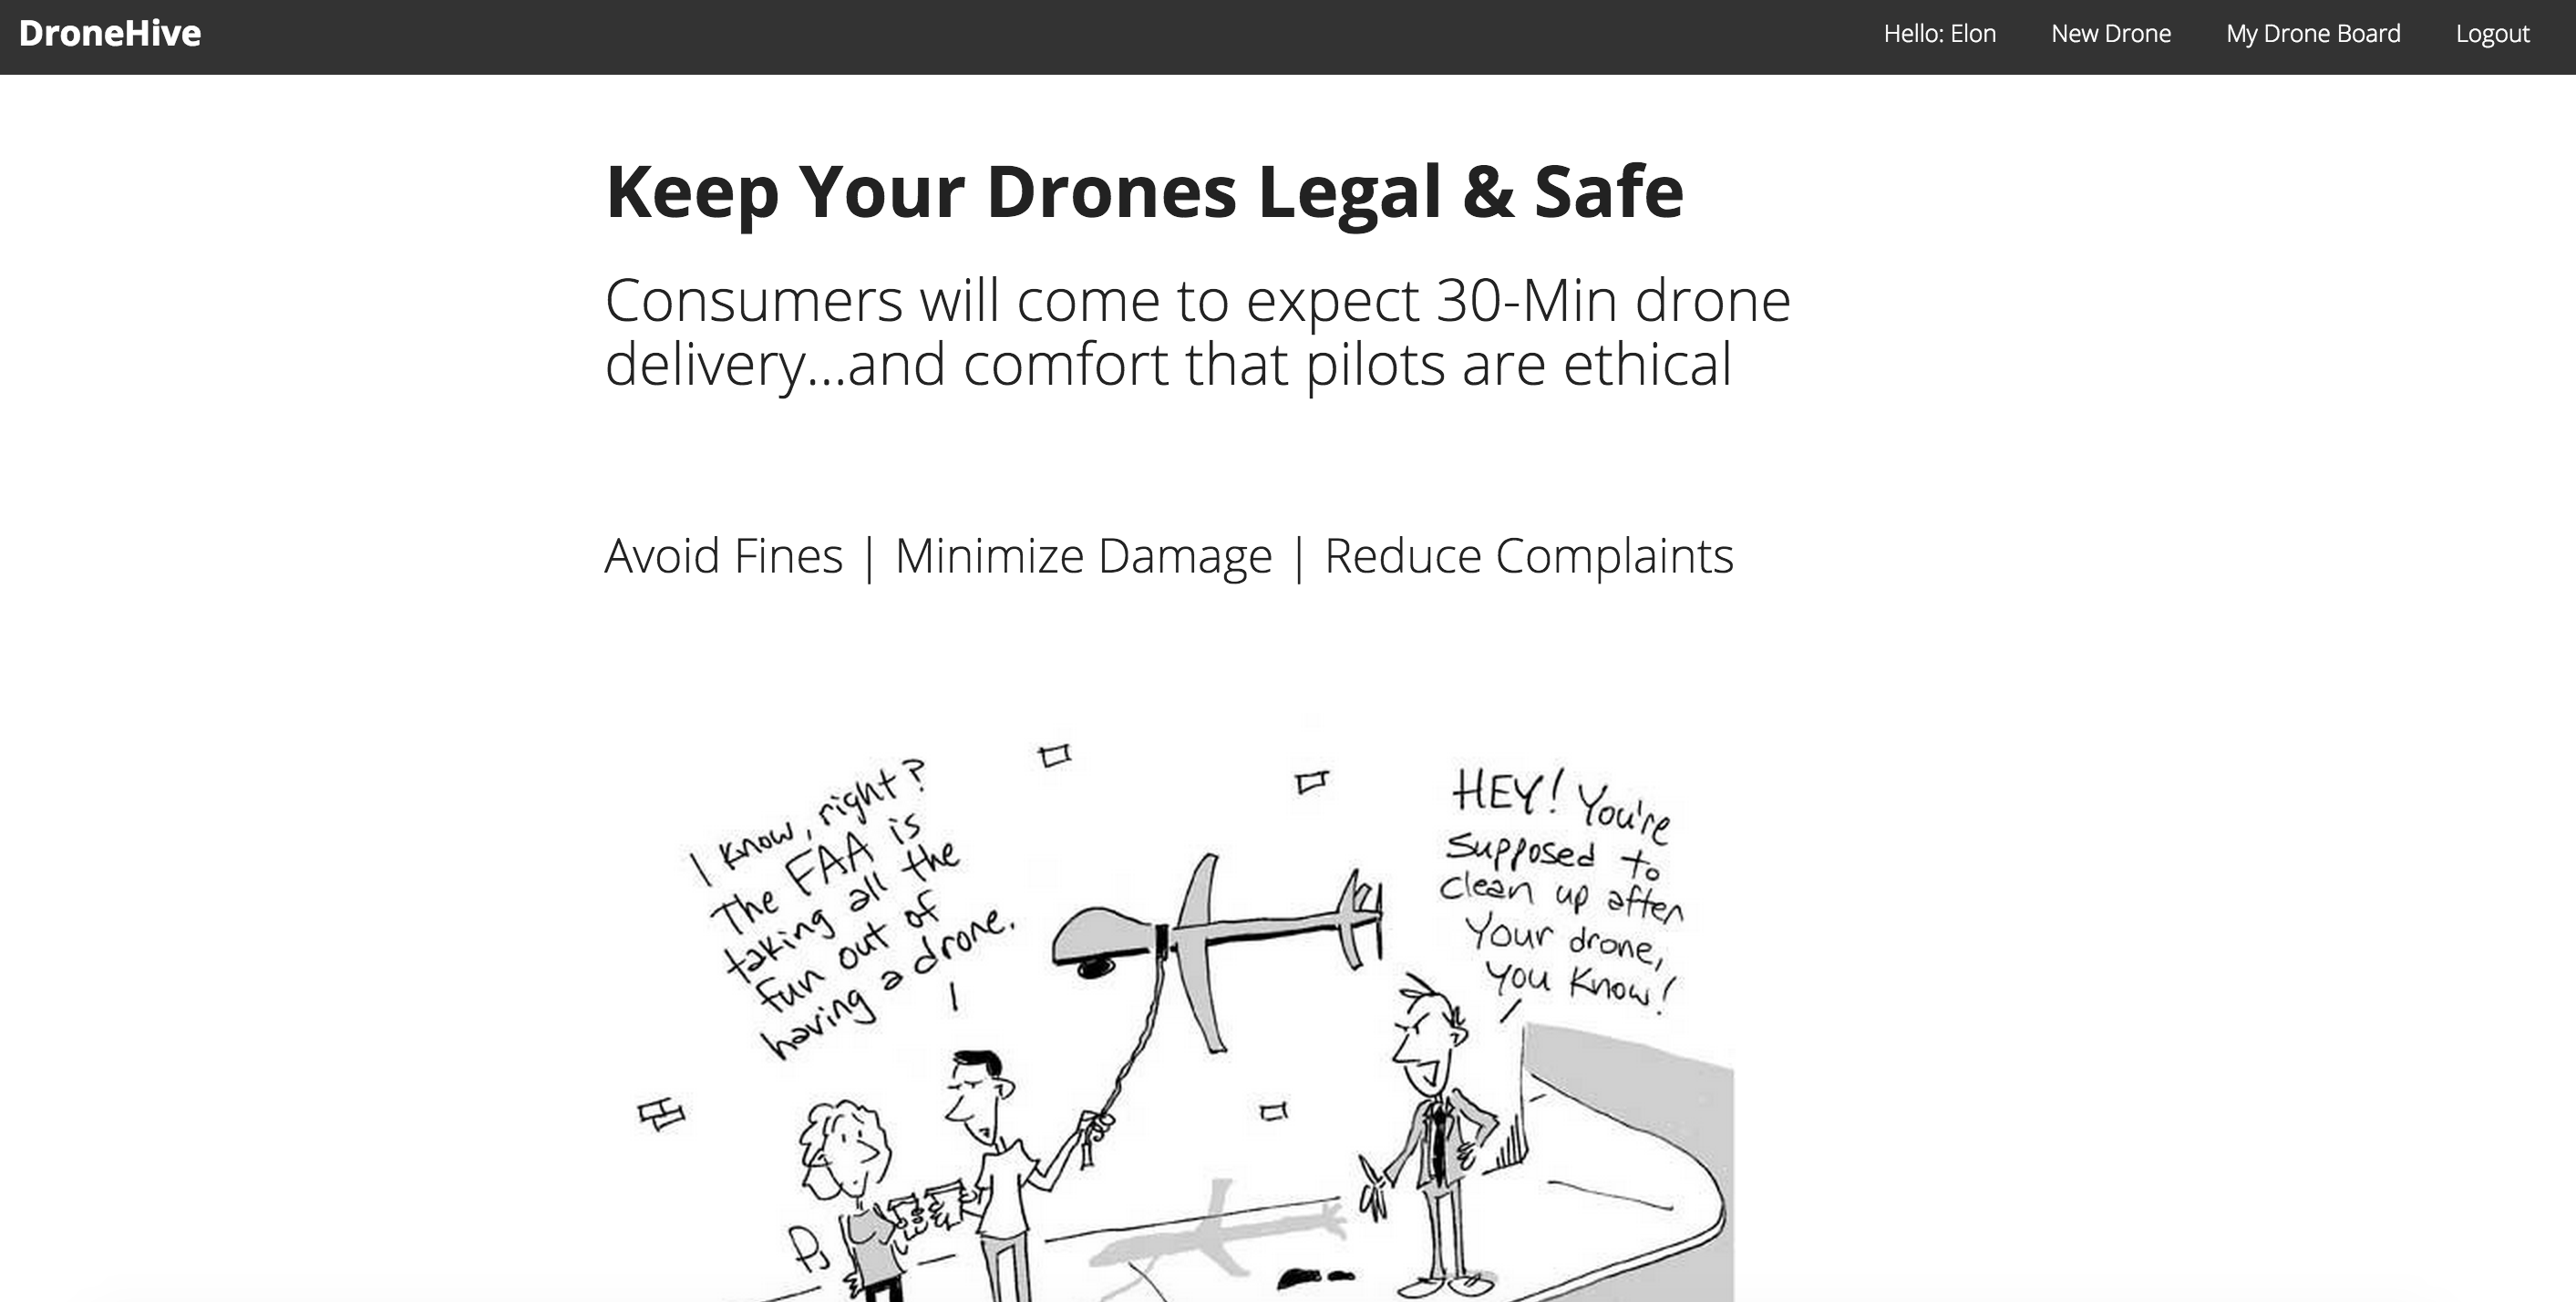 DroneHive
Hello: Elon
New Drone
My Drone Board
Logout
Keep Your Drones Legal & Safe
Consumers will come to expect 30-Min drone
delivery...and comfort that pilots are ethical
Avoid Fines | Minimize Damage | Reduce Complaints
I know, right?
The FAA is
taking all the
fun out of
having a drone.
HEY! You're
supposed to
clean up after
your drone,
you know!